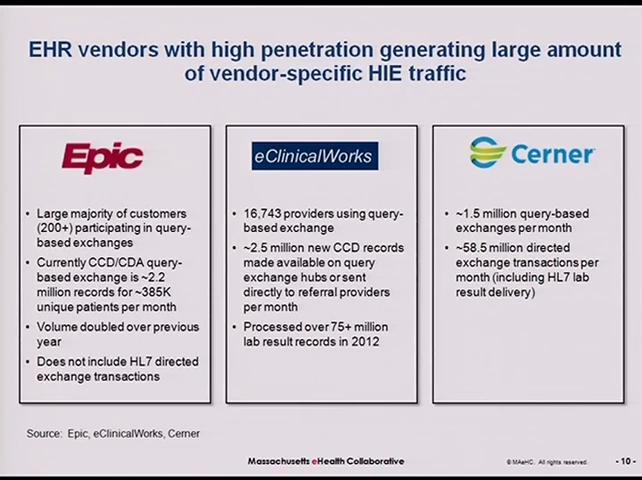 EHR vendors with high penetration generating large amount
of vendor-specific HIE traffic
Epic
• Large majority of customers
(200+) participating in query-
based exchanges
• Currently CCD/CDA query-
based exchange is ~2.2
million records for ~385K
unique patients per month
• Volume doubled over previous
year
• Does not include HL7 directed
exchange transactions
eClinicalWorks
• 16,743 providers using query-
based exchange
• ~2.5 million new CCD records
made available on query
exchange hubs or sent
directly to referral providers
per month
• Processed over 75+ million
lab result records in 2012
Cerner
• ~1.5 million query-based
exchanges per month
• ~58.5 million directed
exchange transactions per
month (including HL7 lab
result delivery)
Source: Epic, eClinicalWorks, Cerner
Massachusetts eHealth Collaborative
© MAeHC. All rights reserved.
- 10 -